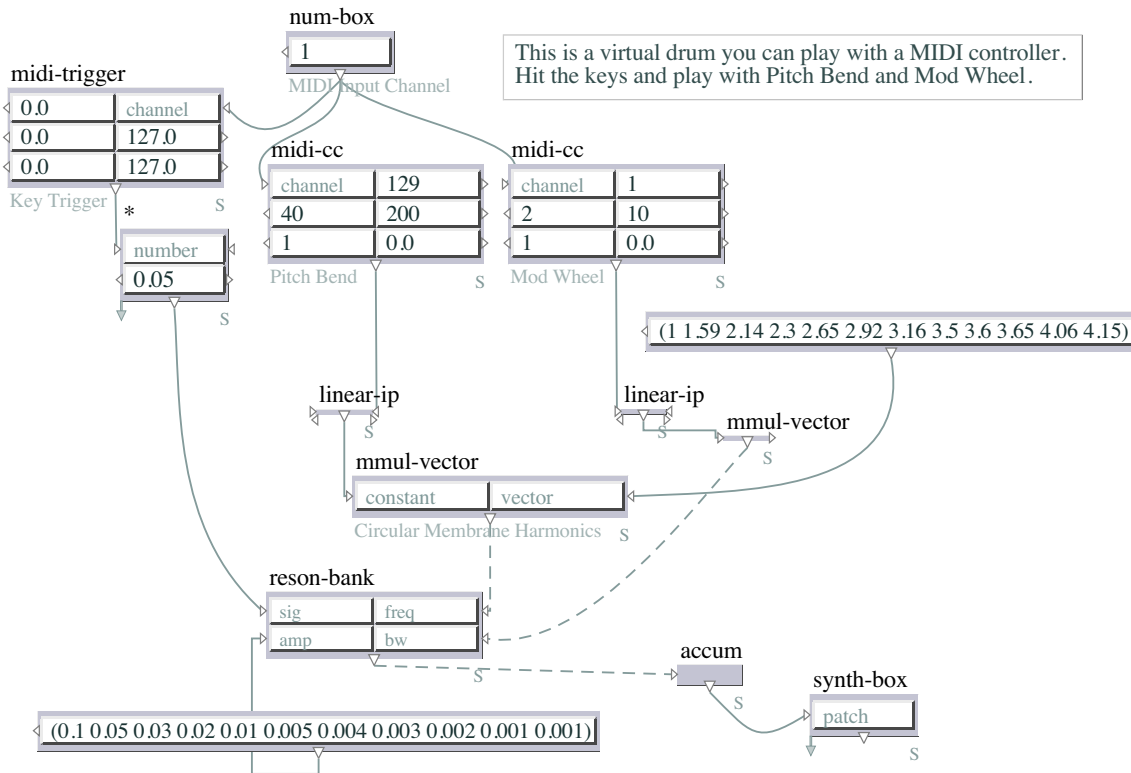 num-box
1
MIDI Input Channel
This is a virtual drum you can play with a MIDI controller.
Hit the keys and play with Pitch Bend and Mod Wheel.
midi-trigger
0.0 channel
0.0 127.0
0.0 127.0
Key Trigger S
midi-cc
channel 129
40 200
1 0.0
Pitch Bend S
midi-cc
channel 1
2 10
1 0.0
Mod Wheel S
*
number
0.05
S
(1 1.59 2.14 2.3 2.65 2.92 3.16 3.5 3.6 3.65 4.06 4.15)
linear-ip
S
linear-ip
S
mmul-vector
S
mmul-vector
constant vector
Circular Membrane Harmonics S
reson-bank
sig freq
amp bw
S
accum
S
synth-box
patch
S
(0.1 0.05 0.03 0.02 0.01 0.005 0.004 0.003 0.002 0.001 0.001)